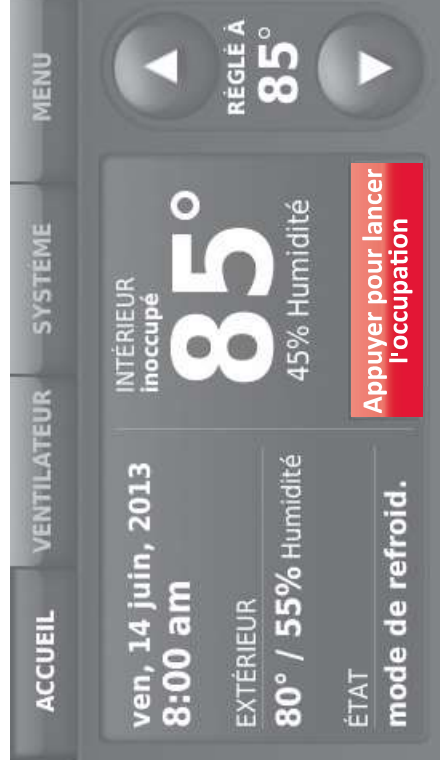 ACCUEIL
VENTILATEUR
SYSTÈME
MENU
ven, 14 juin, 2013
8:00 am
EXTÉRIEUR
80° / 55% Humidité
ÉTAT
mode de refroid.
INTÉRIEUR
inoccupé
85°
45% Humidité
Appuyer pour lancer
l'occupation
RÉGLÉ À
85°